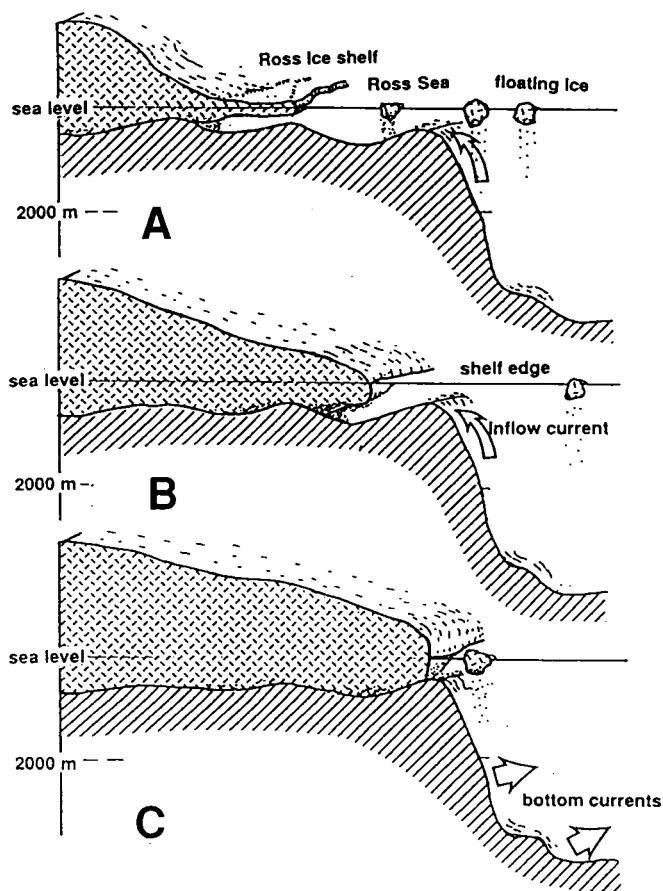 Ross Ice shelf
Ross Sea
floating ice
sea level
2000 m
A
sea level
shelf edge
Inflow current
2000 m
B
sea level
2000 m
bottom currents
C